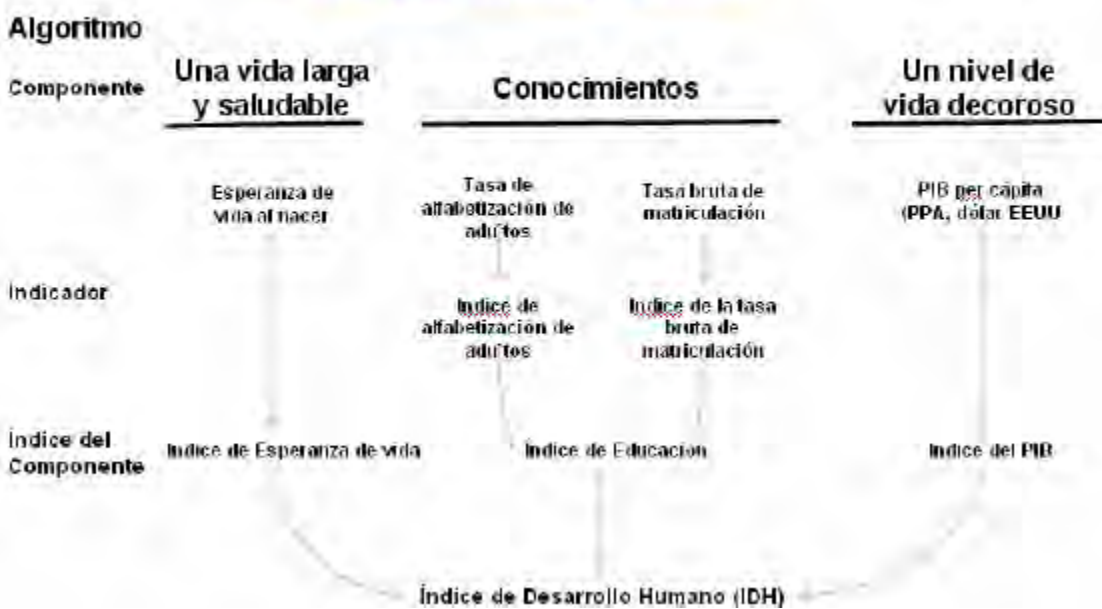 Algoritmo
Componente
Una vida larga
y saludable
Conocimientos
Un nivel de
vida decoroso
Esperanza de
vida al nacer
Tasa de
alfabetización de
adultos
Tasa bruta de
matriculación
PIB per cápita
(PPA, dólar EEUU
Indicador
Indice de
alfabetización de
adultos
Indice de la tasa
bruta de
matriculación
Índice del
Componente
Indice de Esperanza de vida
Índice de Educación
Indice del PIB
Índice de Desarrollo Humano (IDH)